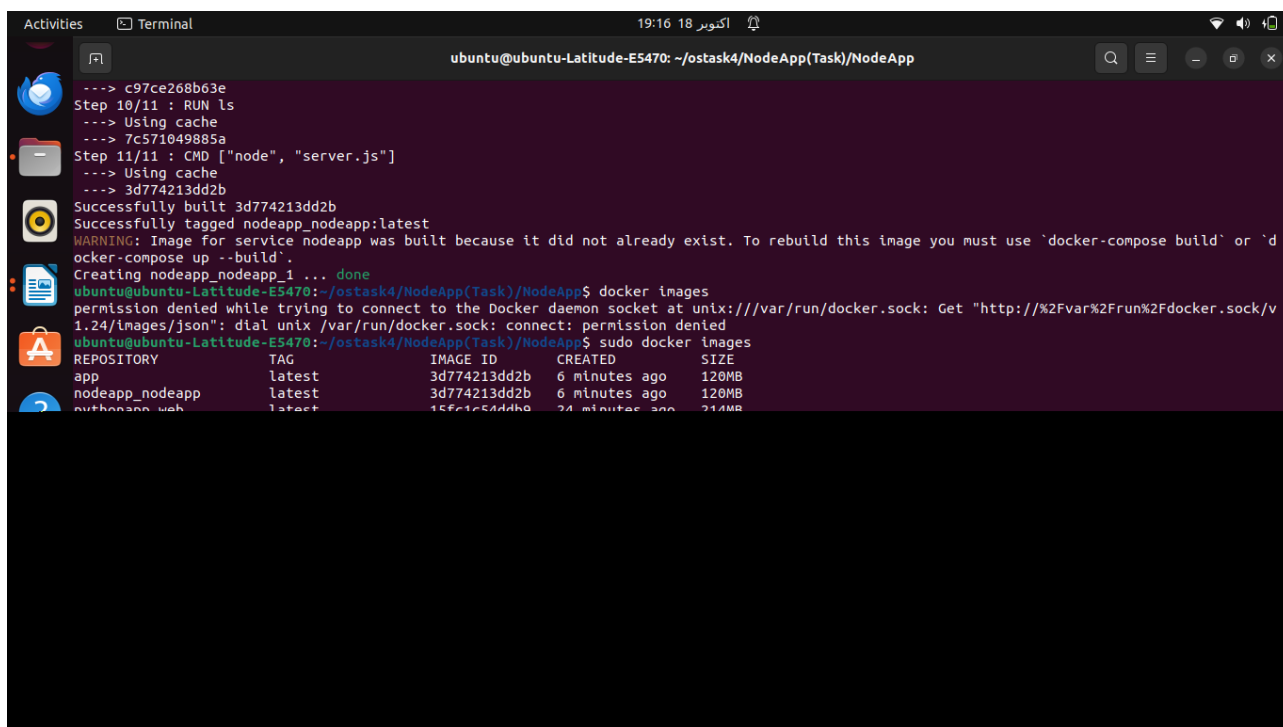 Activities Terminal 19:16 18 اكتوبر
ubuntu@ubuntu-Latitude-E5470: ~/ostask4/NodeApp(Task)/NodeApp
---> c97ce268b63e
Step 10/11 : RUN ls
---> Using cache
---> 7c571049885a
Step 11/11 : CMD ["node", "server.js"]
---> Using cache
---> 3d774213dd2b
Successfully built 3d774213dd2b
Successfully tagged nodeapp_nodeapp:latest
WARNING: Image for service nodeapp was built because it did not already exist. To rebuild this image you must use `docker-compose build` or `d
ocker-compose up --build`.
Creating nodeapp_nodeapp_1 ... done
ubuntu@ubuntu-Latitude-E5470:~/ostask4/NodeApp(Task)/NodeApp$ docker images
permission denied while trying to connect to the Docker daemon socket at unix:///var/run/docker.sock: Get "http://%2Fvar%2Frun%2Fdocker.sock/v
1.24/images/json": dial unix /var/run/docker.sock: connect: permission denied
ubuntu@ubuntu-Latitude-E5470:~/ostask4/NodeApp(Task)/NodeApp$ sudo docker images
REPOSITORY TAG IMAGE ID CREATED SIZE
app latest 3d774213dd2b 6 minutes ago 120MB
nodeapp_nodeapp latest 3d774213dd2b 6 minutes ago 120MB
pythonapp_web latest 15fc1c54ddb9 24 minutes ago 214MB